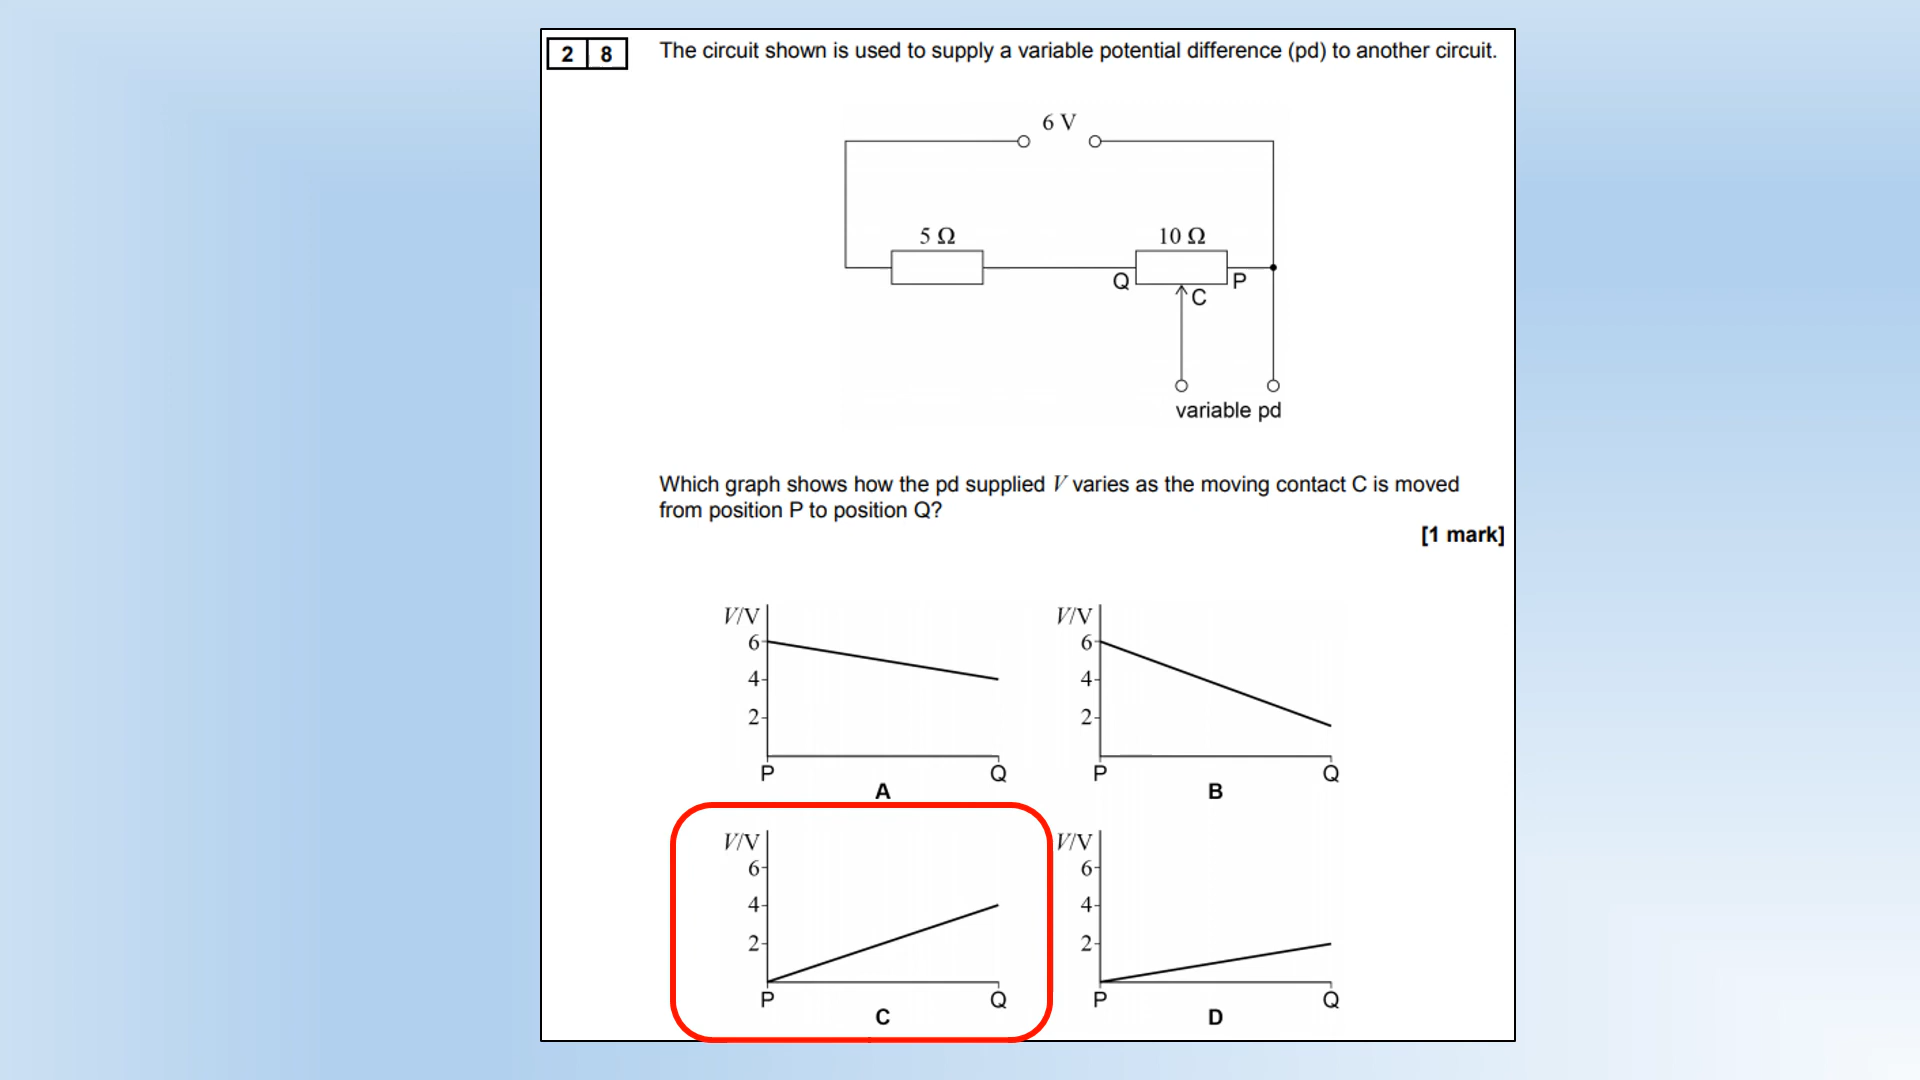 2 8 The circuit shown is used to supply a variable potential difference (pd) to another circuit.
6 V
5 Ω 10 Ω
Q P
C
variable pd
Which graph shows how the pd supplied V varies as the moving contact C is moved
from position P to position Q?
[1 mark]
V/V
6
4
2
P Q
A
V/V
6
4
2
P Q
B
V/V
6
4
2
P Q
C
V/V
6
4
2
P Q
D